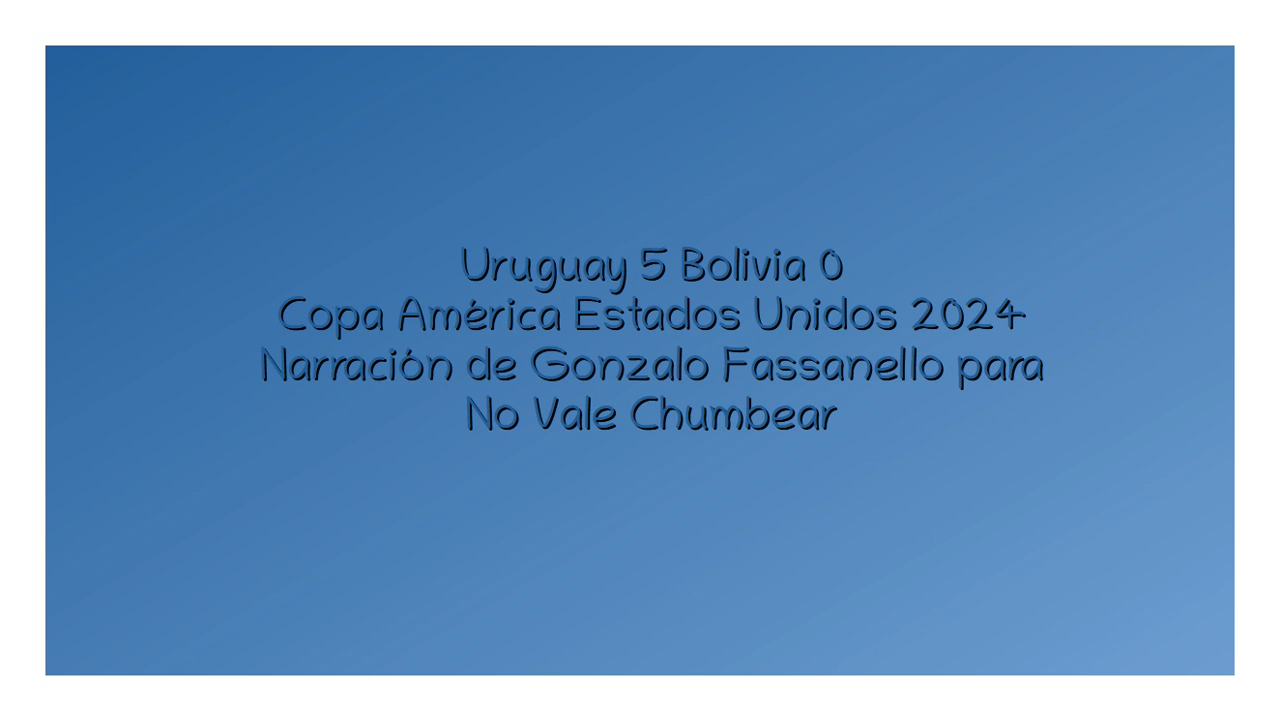 Uruguay 5 Bolivia 0
Copa América Estados Unidos 2024
Narración de Gonzalo Fassanello para
No Vale Chumbear